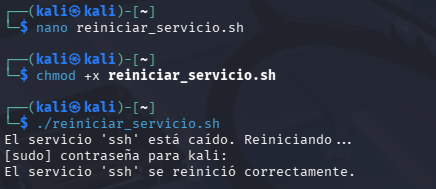 ┌──(kali㉿kali)-[~]
└─$ nano reiniciar_servicio.sh
┌──(kali㉿kali)-[~]
└─$ chmod +x reiniciar_servicio.sh
┌──(kali㉿kali)-[~]
└─$ ./reiniciar_servicio.sh
El servicio 'ssh' está caído. Reiniciando...
[sudo] contraseña para kali:
El servicio 'ssh' se reinició correctamente.